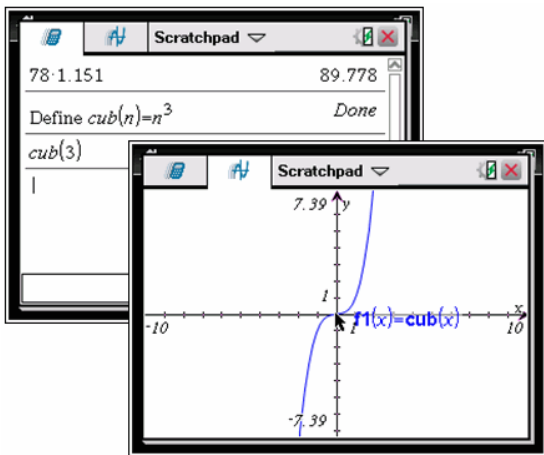 Scratchpad
78·1.151 89.778
Define cub(n)=n³ Done
cub(3)
Scratchpad
7.39 y
1
x
-10 1 10
f1(x)=cub(x)
-7.39